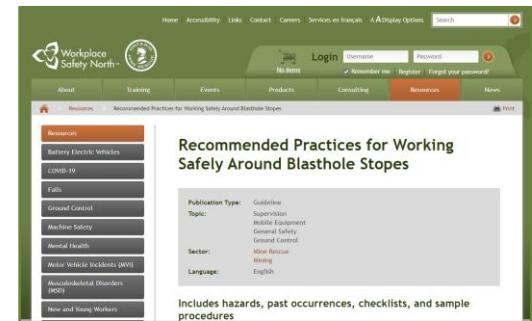 Home Accessibility Links Contact Careers Services en français A A Display Options Search
Workplace
Safety North
No items
Login Username Password
Remember me Register Forgot your password?
About Training Events Products Consulting Resources News
Resources Recommended Practices for Working Safely Around Blasthole Stopes Print
Resources
Battery Electric Vehicles
COVID-19
Falls
Ground Control
Machine Safety
Mental Health
Motor Vehicle Incidents (MVI)
Musculoskeletal Disorders
(MSD)
New and Young Workers
Recommended Practices for Working
Safely Around Blasthole Stopes
Publication Type: Guideline
Topic: Supervision
Mobile Equipment
General Safety
Ground Control
Sector: Mine Rescue
Mining
Language: English
Includes hazards, past occurrences, checklists, and sample
procedures